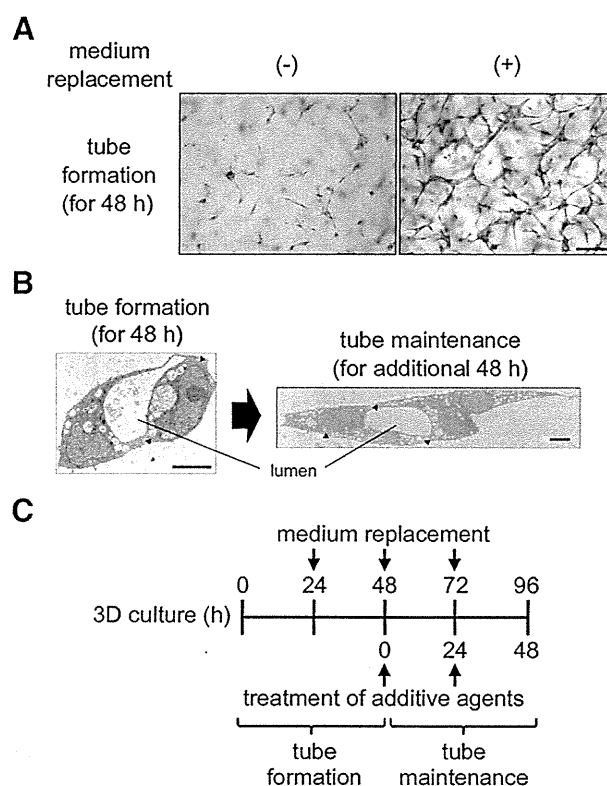 A
medium
replacement
(-)
(+)
tube
formation
(for 48 h)
B
tube formation
(for 48 h)
tube maintenance
(for additional 48 h)
lumen
C
medium replacement
0 24 48 72 96
3D culture (h)
0 24 48
treatment of additive agents
tube
formation
tube
maintenance